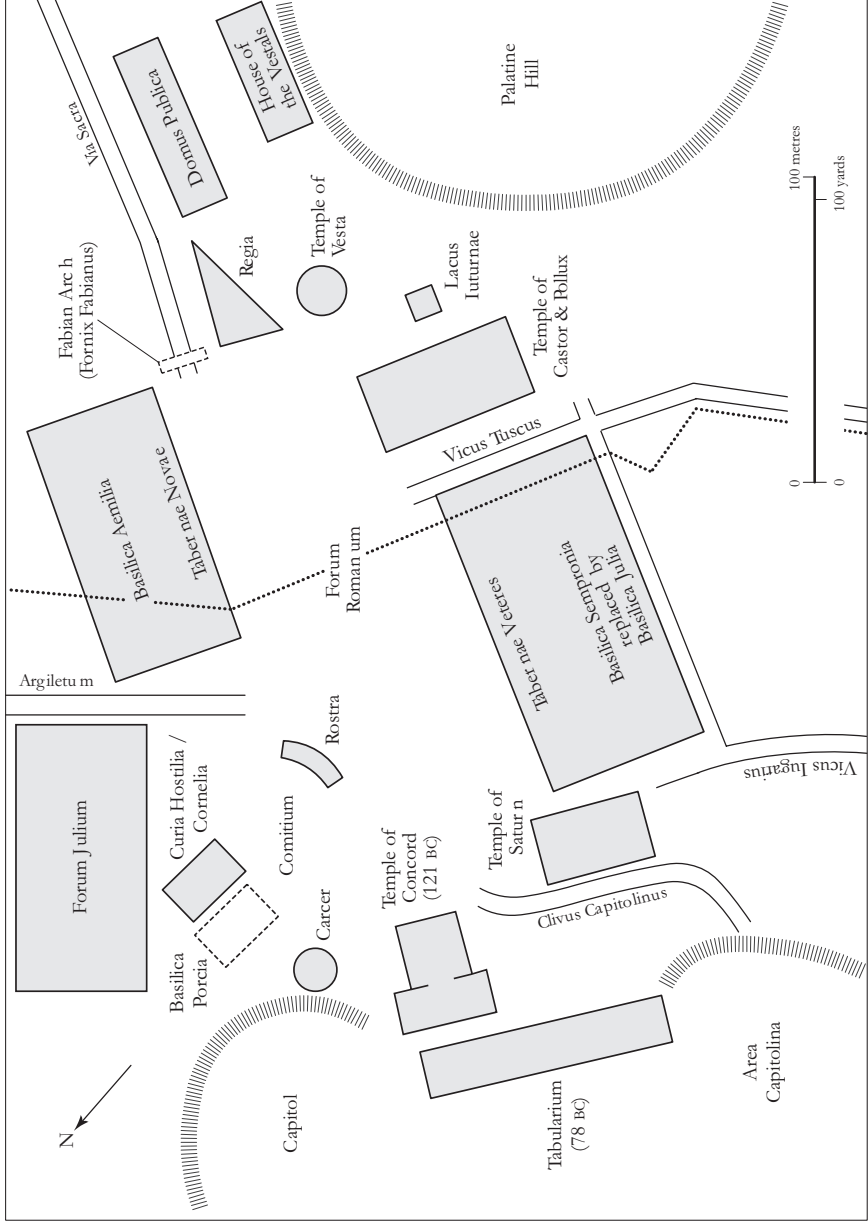 Via Sacra
Domus Publica
House of
the Vestals
Palatine
Hill
Fabian Arch
(Fornix Fabianus)
Regia
Temple of
Vesta
Lacus
Iuturnae
Temple of
Castor & Pollux
100 metres
100 yards
0
0
Basilica Aemilia
Tabernae Novae
Vicus Tuscus
Forum
Romanum
Tabernae Veteres
Basilica Sempronia
replaced by
Basilica Julia
Argiletum
Forum Julium
Curia Hostilia /
Cornelia
Rostra
Comitium
Basilica
Porcia
Carcer
Temple of
Concord
(121 BC)
Temple of
Saturn
Vicus Iugarius
Clivus Capitolinus
N
Capitol
Tabularium
(78 BC)
Area
Capitolina